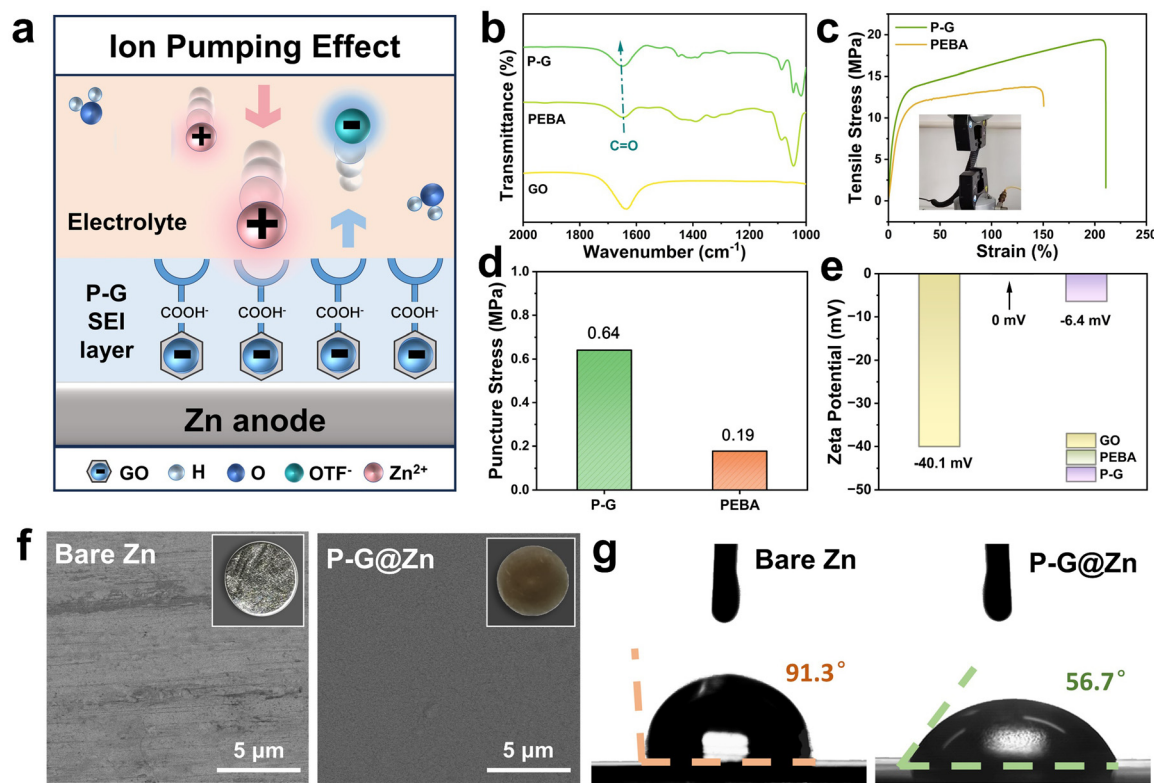 a
Ion Pumping Effect
Electrolyte
P-G
SEI
layer
COOH-
COOH-
COOH-
COOH-
Zn anode
GO
H
O
OTF⁻
Zn²⁺
b
Transmittance (%)
P-G
PEBA
GO
C=O
2000
1800
1600
1400
1200
1000
Wavenumber (cm⁻¹)
c
Tensile Stress (MPa)
20
15
10
5
0
P-G
PEBA
0
50
100
150
200
250
Strain (%)
d
Puncture Stress (MPa)
1.0
0.8
0.6
0.4
0.2
0.0
0.64
0.19
P-G
PEBA
e
Zeta Potential (mV)
0
−10
−20
−30
−40
−50
-40.1 mV
0 mV
-6.4 mV
GO
PEBA
P-G
f
Bare Zn
5 μm
P-G@Zn
5 μm
g
Bare Zn
91.3°
P-G@Zn
56.7°